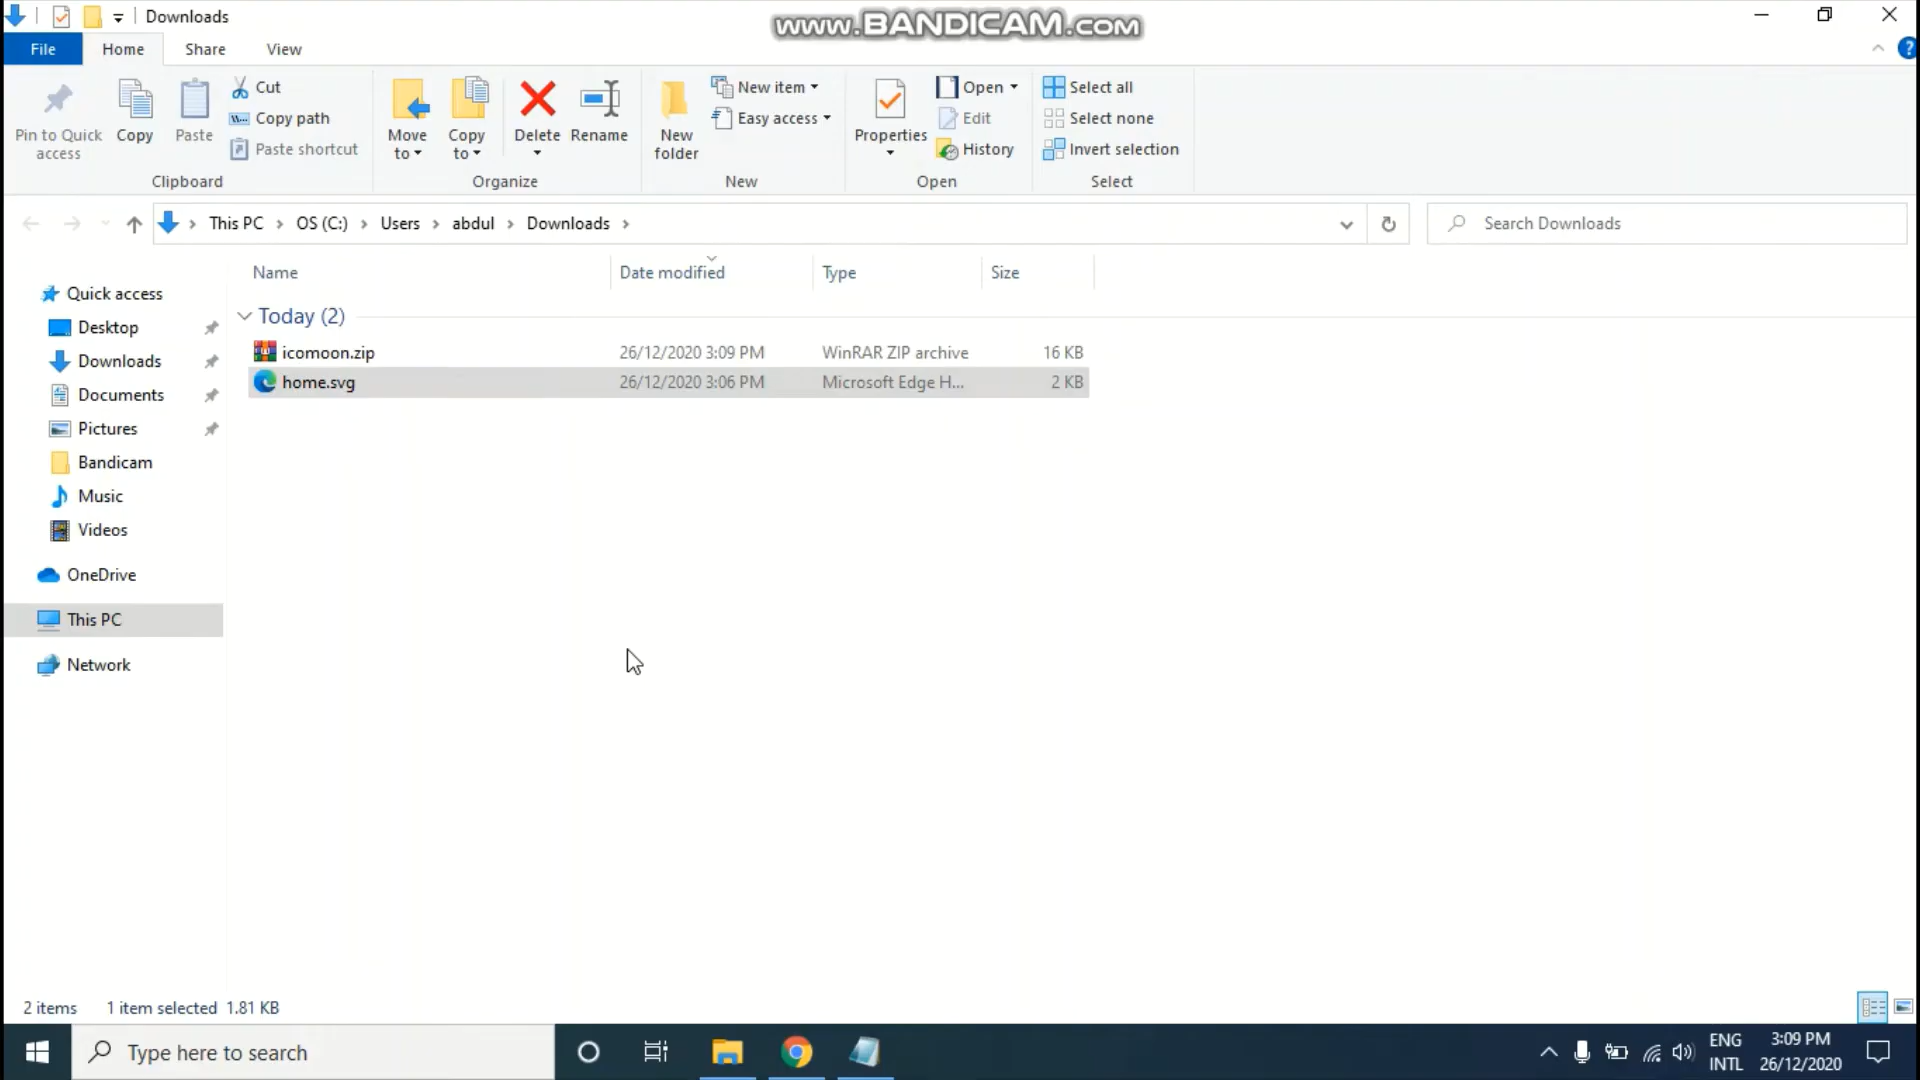 Downloads
www.BANDICAM.com
File Home Share View
Pin to Quick access
Copy
Paste
Cut
Copy path
Paste shortcut
Clipboard
Move to
Copy to
Delete
Rename
Organize
New folder
New item
Easy access
New
Properties
Open
Edit
History
Open
Select all
Select none
Invert selection
Select
This PC > OS (C:) > Users > abdul > Downloads >
Search Downloads
Name Date modified Type Size
Today (2)
icomoon.zip 26/12/2020 3:09 PM WinRAR ZIP archive 16 KB
home.svg 26/12/2020 3:06 PM Microsoft Edge H... 2 KB
Quick access
Desktop
Downloads
Documents
Pictures
Bandicam
Music
Videos
OneDrive
This PC
Network
2 items 1 item selected 1.81 KB
Type here to search
ENG
INTL
3:09 PM
26/12/2020